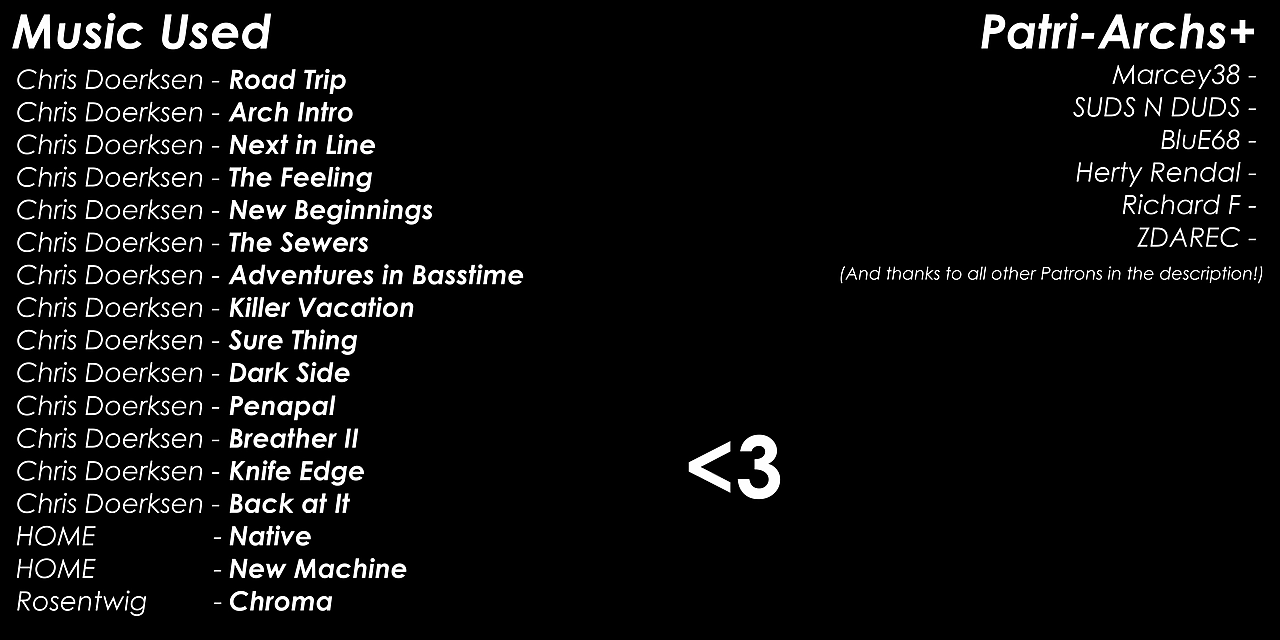 Music Used
Chris Doerksen - Road Trip
Chris Doerksen - Arch Intro
Chris Doerksen - Next in Line
Chris Doerksen - The Feeling
Chris Doerksen - New Beginnings
Chris Doerksen - The Sewers
Chris Doerksen - Adventures in Basstime
Chris Doerksen - Killer Vacation
Chris Doerksen - Sure Thing
Chris Doerksen - Dark Side
Chris Doerksen - Penapal
Chris Doerksen - Breather II
Chris Doerksen - Knife Edge
Chris Doerksen - Back at It
HOME - Native
HOME - New Machine
Rosentwig - Chroma
<3
Patri-Archs+
Marcey38 -
SUDS N DUDS -
BluE68 -
Herty Rendal -
Richard F -
ZDAREC -
(And thanks to all other Patrons in the description!)